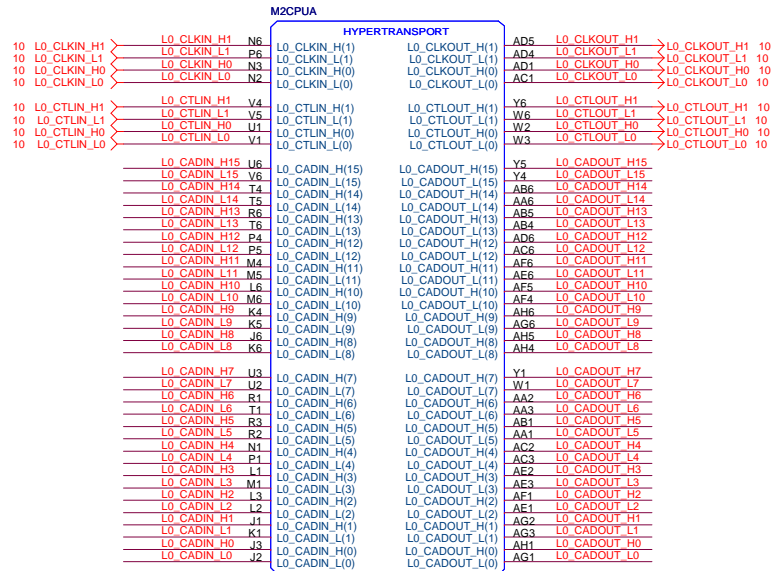 M2CPUA
HYPERTRANSPORT
10 L0_CLKIN_H1 L0_CLKIN_H1 N6 L0_CLKIN_H(1) L0_CLKOUT_H(1) AD5 L0_CLKOUT_H1 L0_CLKOUT_H1 10
10 L0_CLKIN_L1 L0_CLKIN_L1 P6 L0_CLKIN_L(1) L0_CLKOUT_L(1) AD4 L0_CLKOUT_L1 L0_CLKOUT_L1 10
10 L0_CLKIN_H0 L0_CLKIN_H0 N3 L0_CLKIN_H(0) L0_CLKOUT_H(0) AD1 L0_CLKOUT_H0 L0_CLKOUT_H0 10
10 L0_CLKIN_L0 L0_CLKIN_L0 N2 L0_CLKIN_L(0) L0_CLKOUT_L(0) AC1 L0_CLKOUT_L0 L0_CLKOUT_L0 10
10 L0_CTLIN_H1 L0_CTLIN_H1 V4 L0_CTLIN_H(1) L0_CTLOUT_H(1) Y6 L0_CTLOUT_H1 L0_CTLOUT_H1 10
10 L0_CTLIN_L1 L0_CTLIN_L1 V5 L0_CTLIN_L(1) L0_CTLOUT_L(1) W6 L0_CTLOUT_L1 L0_CTLOUT_L1 10
10 L0_CTLIN_H0 L0_CTLIN_H0 U1 L0_CTLIN_H(0) L0_CTLOUT_H(0) W2 L0_CTLOUT_H0 L0_CTLOUT_H0 10
10 L0_CTLIN_L0 L0_CTLIN_L0 V1 L0_CTLIN_L(0) L0_CTLOUT_L(0) W3 L0_CTLOUT_L0 L0_CTLOUT_L0 10
L0_CADIN_H15 U6 L0_CADIN_H(15) L0_CADOUT_H(15) Y5 L0_CADOUT_H15
L0_CADIN_L15 V6 L0_CADIN_L(15) L0_CADOUT_L(15) Y4 L0_CADOUT_L15
L0_CADIN_H14 T4 L0_CADIN_H(14) L0_CADOUT_H(14) AB6 L0_CADOUT_H14
L0_CADIN_L14 T5 L0_CADIN_L(14) L0_CADOUT_L(14) AA6 L0_CADOUT_L14
L0_CADIN_H13 R6 L0_CADIN_H(13) L0_CADOUT_H(13) AB5 L0_CADOUT_H13
L0_CADIN_L13 T6 L0_CADIN_L(13) L0_CADOUT_L(13) AB4 L0_CADOUT_L13
L0_CADIN_H12 P4 L0_CADIN_H(12) L0_CADOUT_H(12) AD6 L0_CADOUT_H12
L0_CADIN_L12 P5 L0_CADIN_L(12) L0_CADOUT_L(12) AC6 L0_CADOUT_L12
L0_CADIN_H11 M4 L0_CADIN_H(11) L0_CADOUT_H(11) AF6 L0_CADOUT_H11
L0_CADIN_L11 M5 L0_CADIN_L(11) L0_CADOUT_L(11) AE6 L0_CADOUT_L11
L0_CADIN_H10 L6 L0_CADIN_H(10) L0_CADOUT_H(10) AF5 L0_CADOUT_H10
L0_CADIN_L10 M6 L0_CADIN_L(10) L0_CADOUT_L(10) AF4 L0_CADOUT_L10
L0_CADIN_H9 K4 L0_CADIN_H(9) L0_CADOUT_H(9) AH6 L0_CADOUT_H9
L0_CADIN_L9 K5 L0_CADIN_L(9) L0_CADOUT_L(9) AG6 L0_CADOUT_L9
L0_CADIN_H8 J6 L0_CADIN_H(8) L0_CADOUT_H(8) AH5 L0_CADOUT_H8
L0_CADIN_L8 K6 L0_CADIN_L(8) L0_CADOUT_L(8) AH4 L0_CADOUT_L8
L0_CADIN_H7 U3 L0_CADIN_H(7) L0_CADOUT_H(7) Y1 L0_CADOUT_H7
L0_CADIN_L7 U2 L0_CADIN_L(7) L0_CADOUT_L(7) W1 L0_CADOUT_L7
L0_CADIN_H6 R1 L0_CADIN_H(6) L0_CADOUT_H(6) AA2 L0_CADOUT_H6
L0_CADIN_L6 T1 L0_CADIN_L(6) L0_CADOUT_L(6) AA3 L0_CADOUT_L6
L0_CADIN_H5 R3 L0_CADIN_H(5) L0_CADOUT_H(5) AB1 L0_CADOUT_H5
L0_CADIN_L5 R2 L0_CADIN_L(5) L0_CADOUT_L(5) AA1 L0_CADOUT_L5
L0_CADIN_H4 N1 L0_CADIN_H(4) L0_CADOUT_H(4) AC2 L0_CADOUT_H4
L0_CADIN_L4 P1 L0_CADIN_L(4) L0_CADOUT_L(4) AC3 L0_CADOUT_L4
L0_CADIN_H3 L1 L0_CADIN_H(3) L0_CADOUT_H(3) AE2 L0_CADOUT_H3
L0_CADIN_L3 M1 L0_CADIN_L(3) L0_CADOUT_L(3) AE3 L0_CADOUT_L3
L0_CADIN_H2 L3 L0_CADIN_H(2) L0_CADOUT_H(2) AF1 L0_CADOUT_H2
L0_CADIN_L2 L2 L0_CADIN_L(2) L0_CADOUT_L(2) AE1 L0_CADOUT_L2
L0_CADIN_H1 J1 L0_CADIN_H(1) L0_CADOUT_H(1) AG2 L0_CADOUT_H1
L0_CADIN_L1 K1 L0_CADIN_L(1) L0_CADOUT_L(1) AG3 L0_CADOUT_L1
L0_CADIN_H0 J3 L0_CADIN_H(0) L0_CADOUT_H(0) AH1 L0_CADOUT_H0
L0_CADIN_L0 J2 L0_CADIN_L(0) L0_CADOUT_L(0) AG1 L0_CADOUT_L0